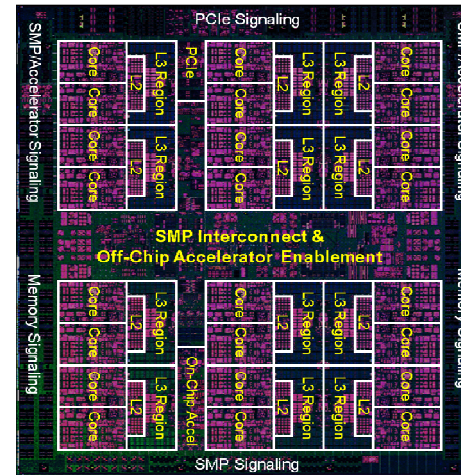 PCIe Signaling
SMP/Accelerator Signaling
Core
Core
L2
L3 Region
Core
Core
L2
L3 Region
PCIe
Core
Core
L2
L3 Region
Core
Core
L2
L3 Region
L3 Region
L2
Core
Core
L3 Region
L2
Core
Core
SMP Interconnect &
Off-Chip Accelerator Enablement
Memory Signaling
Core
Core
L2
L3 Region
Core
Core
L2
L3 Region
On-Chip Accel
Core
Core
L2
L3 Region
Core
Core
L2
L3 Region
L3 Region
L2
Core
Core
L3 Region
L2
Core
Core
SMP Signaling